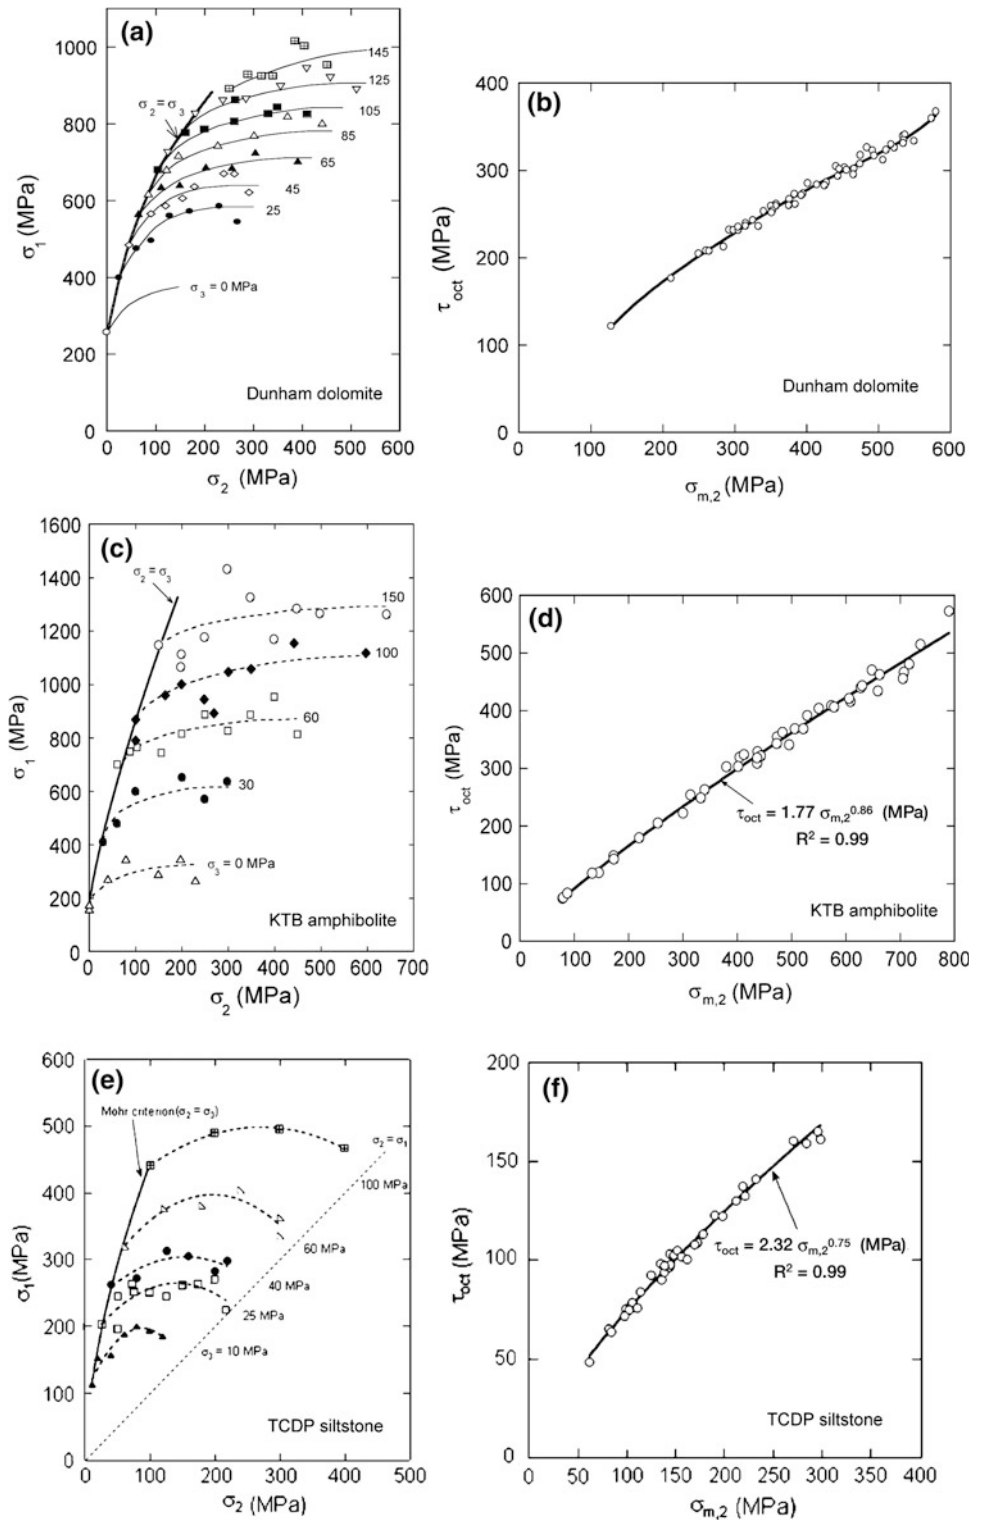 (a)
1000
800
600
400
200
0
σ1 (MPa)
σ2 = σ3
145
125
105
85
65
45
25
σ3 = 0 MPa
Dunham dolomite
0 100 200 300 400 500 600
σ2 (MPa)
(b)
400
300
200
100
0
τoct (MPa)
Dunham dolomite
0 100 200 300 400 500 600
σm,2 (MPa)
(c)
1600
1400
1200
1000
800
600
400
200
0
σ1 (MPa)
σ2 = σ3
150
100
60
30
σ3 = 0 MPa
KTB amphibolite
0 100 200 300 400 500 600 700
σ2 (MPa)
(d)
600
500
400
300
200
100
0
τoct (MPa)
τoct = 1.77 σm,2^0.86 (MPa)
R² = 0.99
KTB amphibolite
0 100 200 300 400 500 600 700 800
σm,2 (MPa)
(e)
600
500
400
300
200
100
0
σ1(MPa)
Mohr criterion(σ2 = σ3)
σ2 = σ1
100 MPa
60 MPa
40 MPa
25 MPa
σ3 = 10 MPa
TCDP siltstone
0 100 200 300 400 500
σ2 (MPa)
(f)
200
150
100
50
0
τoct (MPa)
τoct = 2.32 σm,2^0.75 (MPa)
R² = 0.99
TCDP siltstone
0 50 100 150 200 250 300 350 400
σm,2 (MPa)